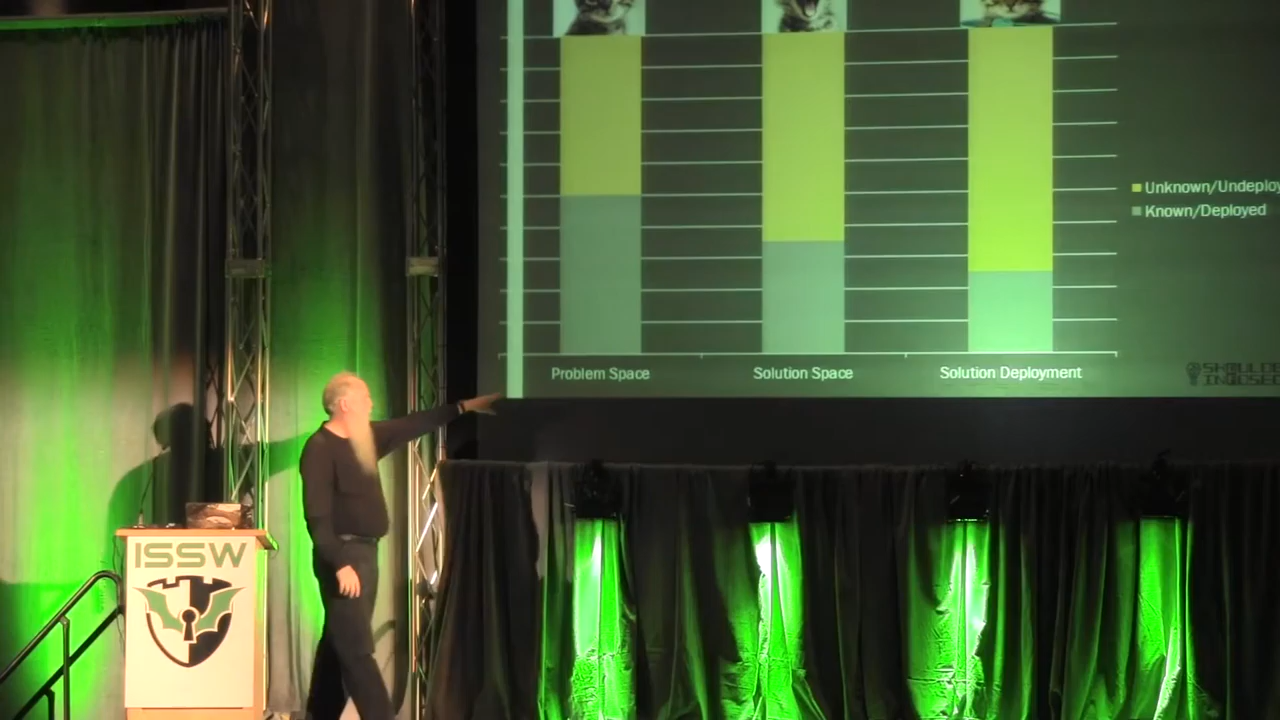 Unknown/Undeploy
Known/Deployed
Problem Space
Solution Space
Solution Deployment
ISSW